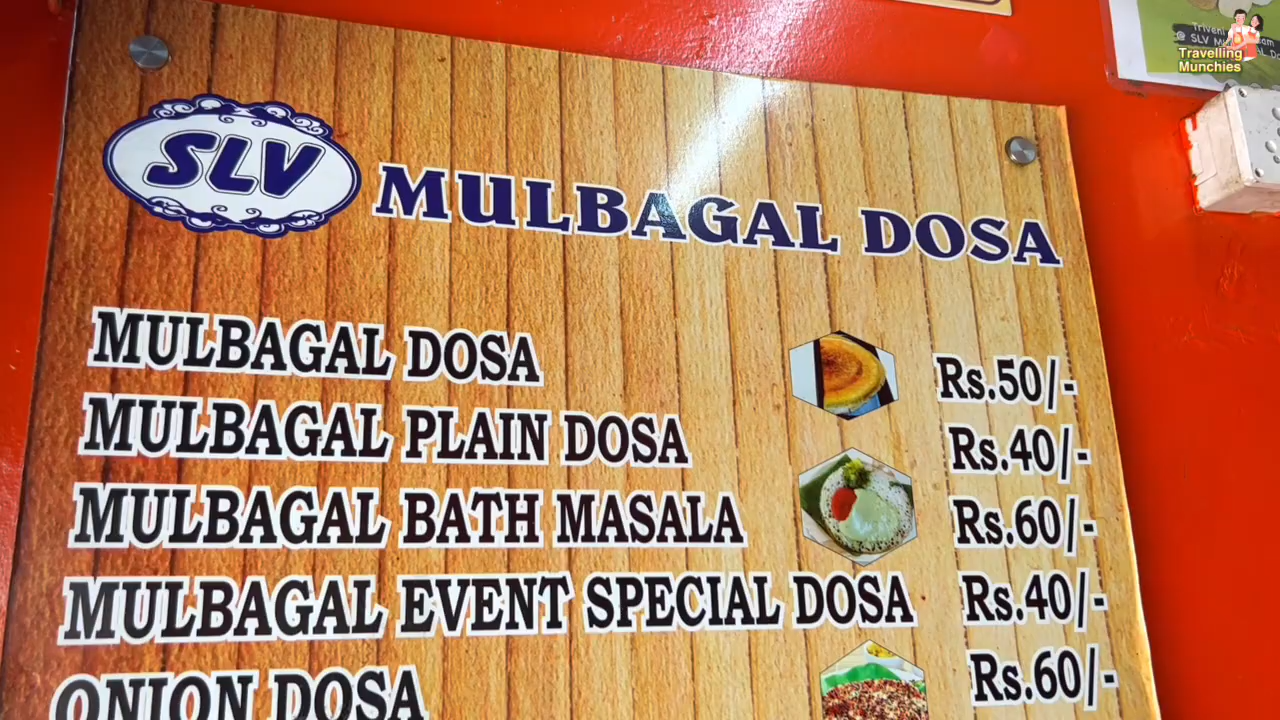 SLV
MULBAGAL DOSA
MULBAGAL DOSA Rs.50/-
MULBAGAL PLAIN DOSA Rs.40/-
MULBAGAL BATH MASALA Rs.60/-
MULBAGAL EVENT SPECIAL DOSA Rs.40/-
ONION DOSA Rs.60/-
Travelling
Munchies
@ SLV